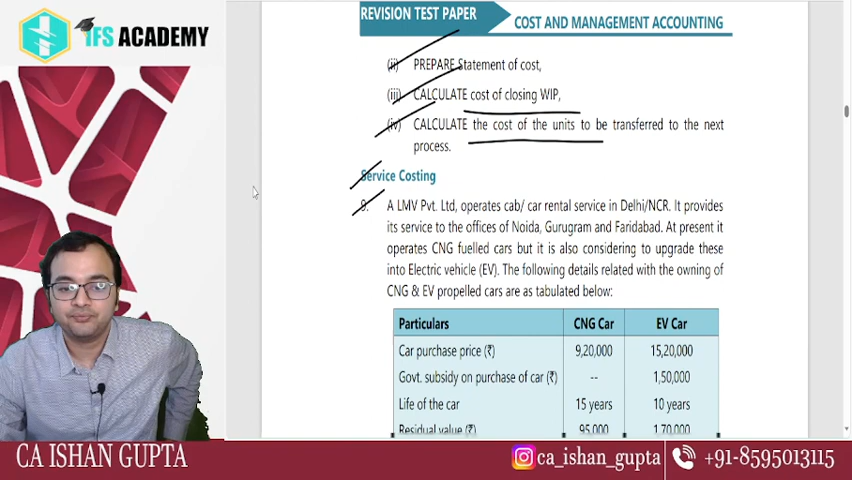 IFS ACADEMY
REVISION TEST PAPER
COST AND MANAGEMENT ACCOUNTING
(ii) PREPARE Statement of cost,
(iii) CALCULATE cost of closing WIP,
(iv) CALCULATE the cost of the units to be transferred to the next
process.
Service Costing
9. A LMV Pvt. Ltd, operates cab/ car rental service in Delhi/NCR. It provides
its service to the offices of Noida, Gurugram and Faridabad. At present it
operates CNG fuelled cars but it is also considering to upgrade these
into Electric vehicle (EV). The following details related with the owning of
CNG & EV propelled cars are as tabulated below:
Particulars CNG Car EV Car
Car purchase price (₹) 9,20,000 15,20,000
Govt. subsidy on purchase of car (₹) -- 1,50,000
Life of the car 15 years 10 years
Residual value (₹) 95,000 1,70,000
CA ISHAN GUPTA
ca_ishan_gupta
+91-8595013115